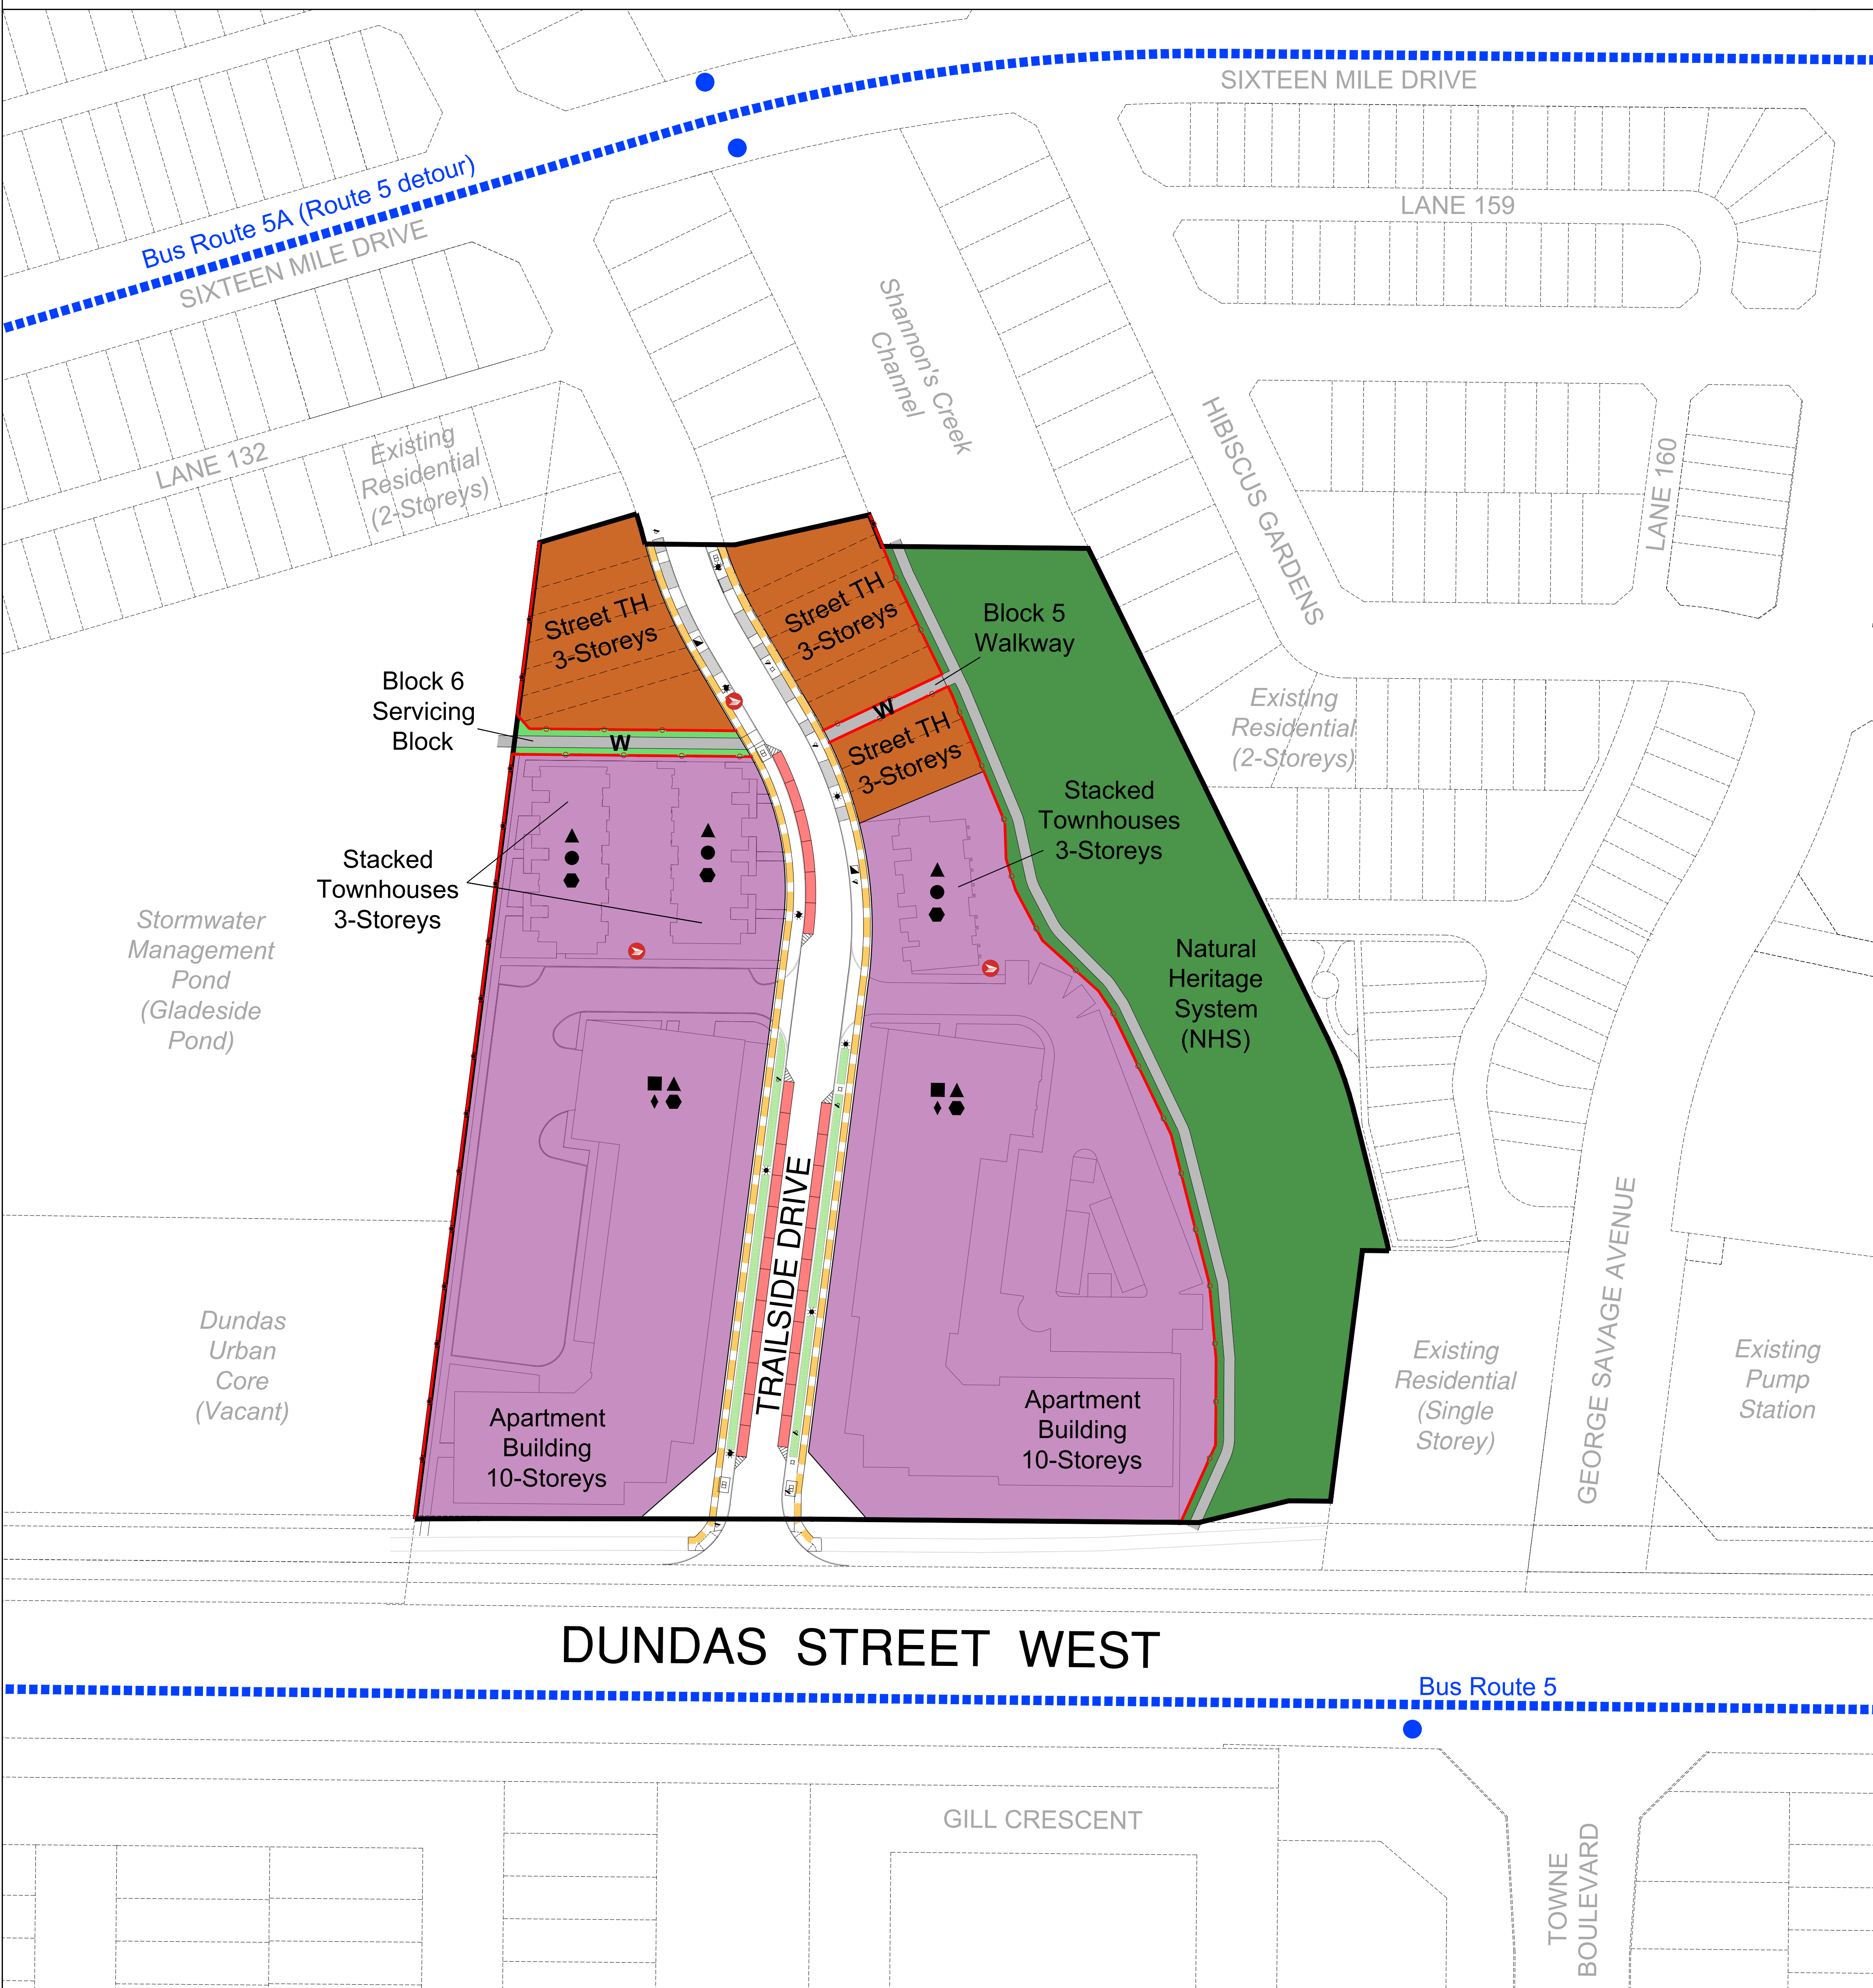 SIXTEEN MILE DRIVE
Bus Route 5A (Route 5 detour)
SIXTEEN MILE DRIVE
LANE 159
Shannon's Creek
Channel
HIBISCUS GARDENS
LANE 160
LANE 132
Existing
Residential
(2-Storeys)
Street TH
3-Storeys
Street TH
3-Storeys
Block 5
Walkway
Block 6
Servicing
Block
W
W
Street TH
3-Storeys
Existing
Residential
(2-Storeys)
Stacked
Townhouses
3-Storeys
Stacked
Townhouses
3-Storeys
Stormwater
Management
Pond
(Gladeside
Pond)
Natural
Heritage
System
(NHS)
TRAILSIDE DRIVE
GEORGE SAVAGE AVENUE
Dundas
Urban
Core
(Vacant)
Existing
Residential
(Single
Storey)
Existing
Pump
Station
Apartment
Building
10-Storeys
Apartment
Building
10-Storeys
DUNDAS STREET WEST
Bus Route 5
GILL CRESCENT
TOWNE
BOULEVARD